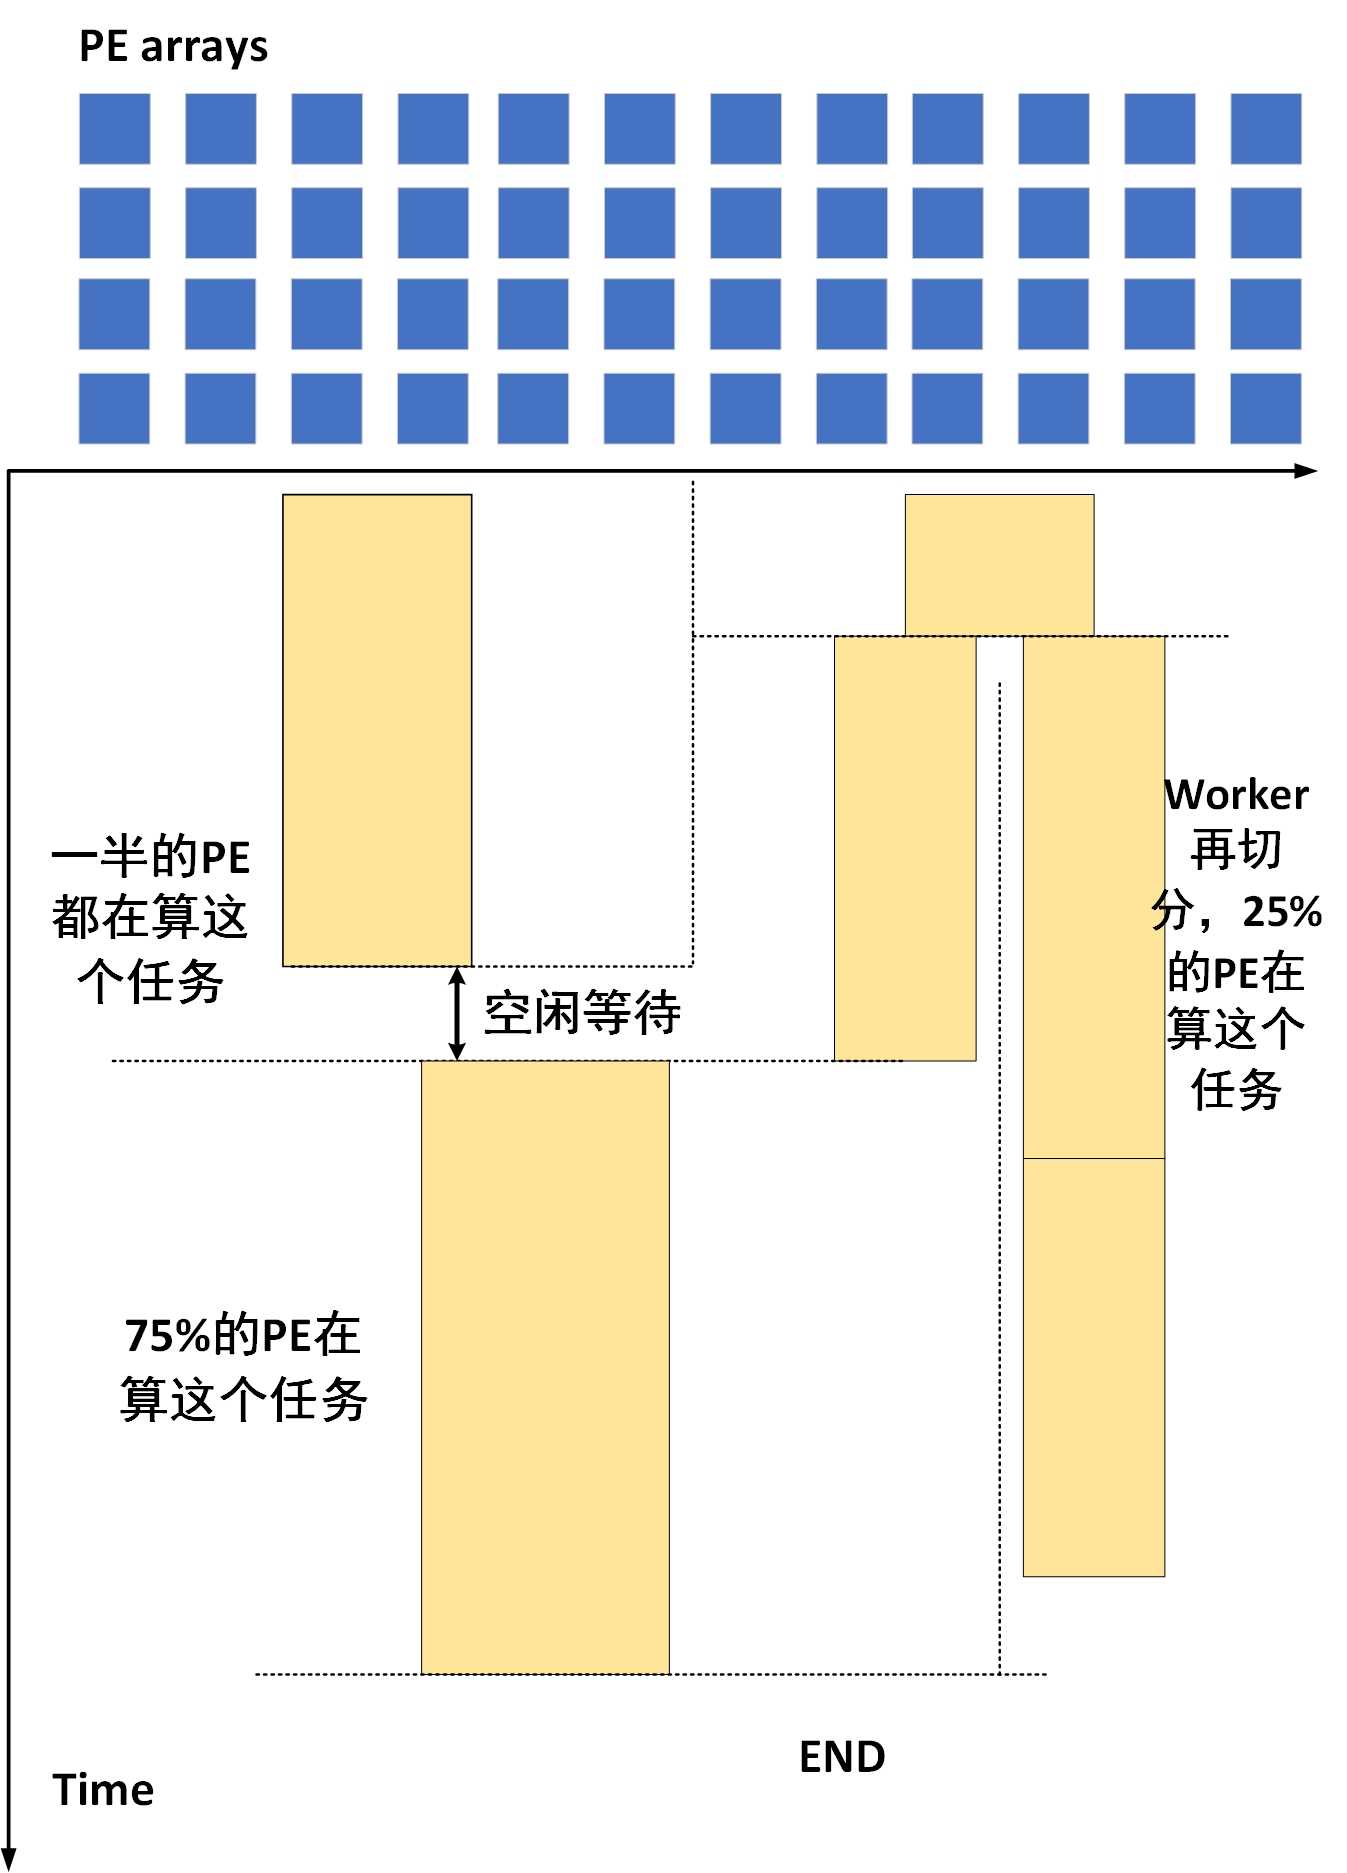 PE arrays
Worker
再切
分，25%
的PE在
算这个
任务
一半的PE
都在算这
个任务
空闲等待
75%的PE在
算这个任务
END
Time